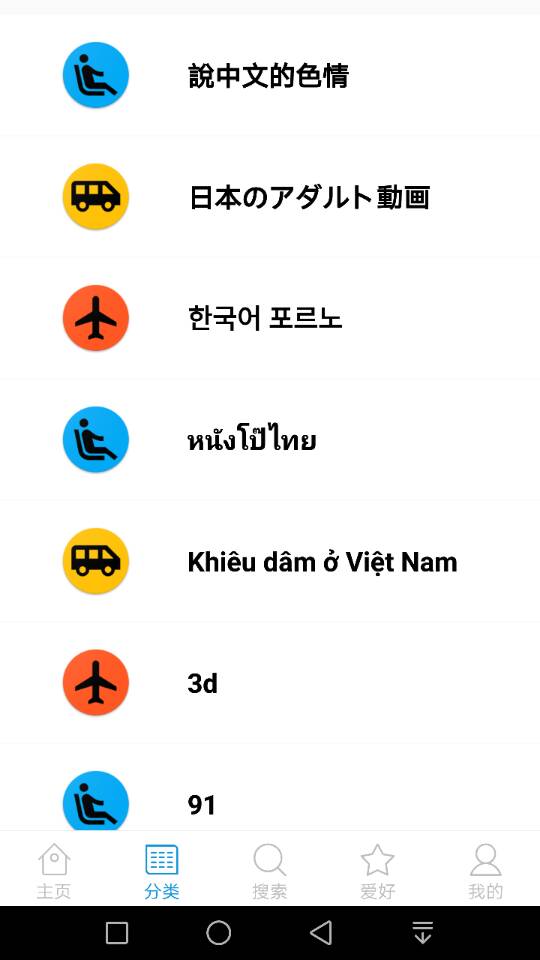 說中文的色情
日本のアダルト動画
한국어 포르노
หนังโป๊ไทย
Khiêu dâm ở Việt Nam
3d
91
主页 分类 搜索 爱好 我的